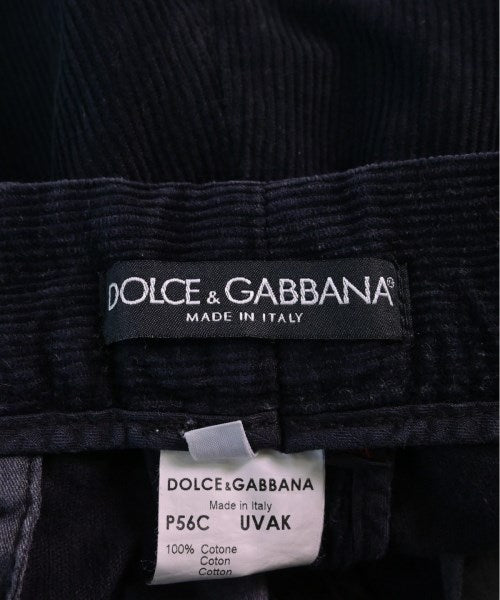 DOLCE & GABBANA®
MADE IN ITALY
DOLCE&GABBANA
Made in Italy
P56C UVAK
100% Cotone
Coton
Cotton